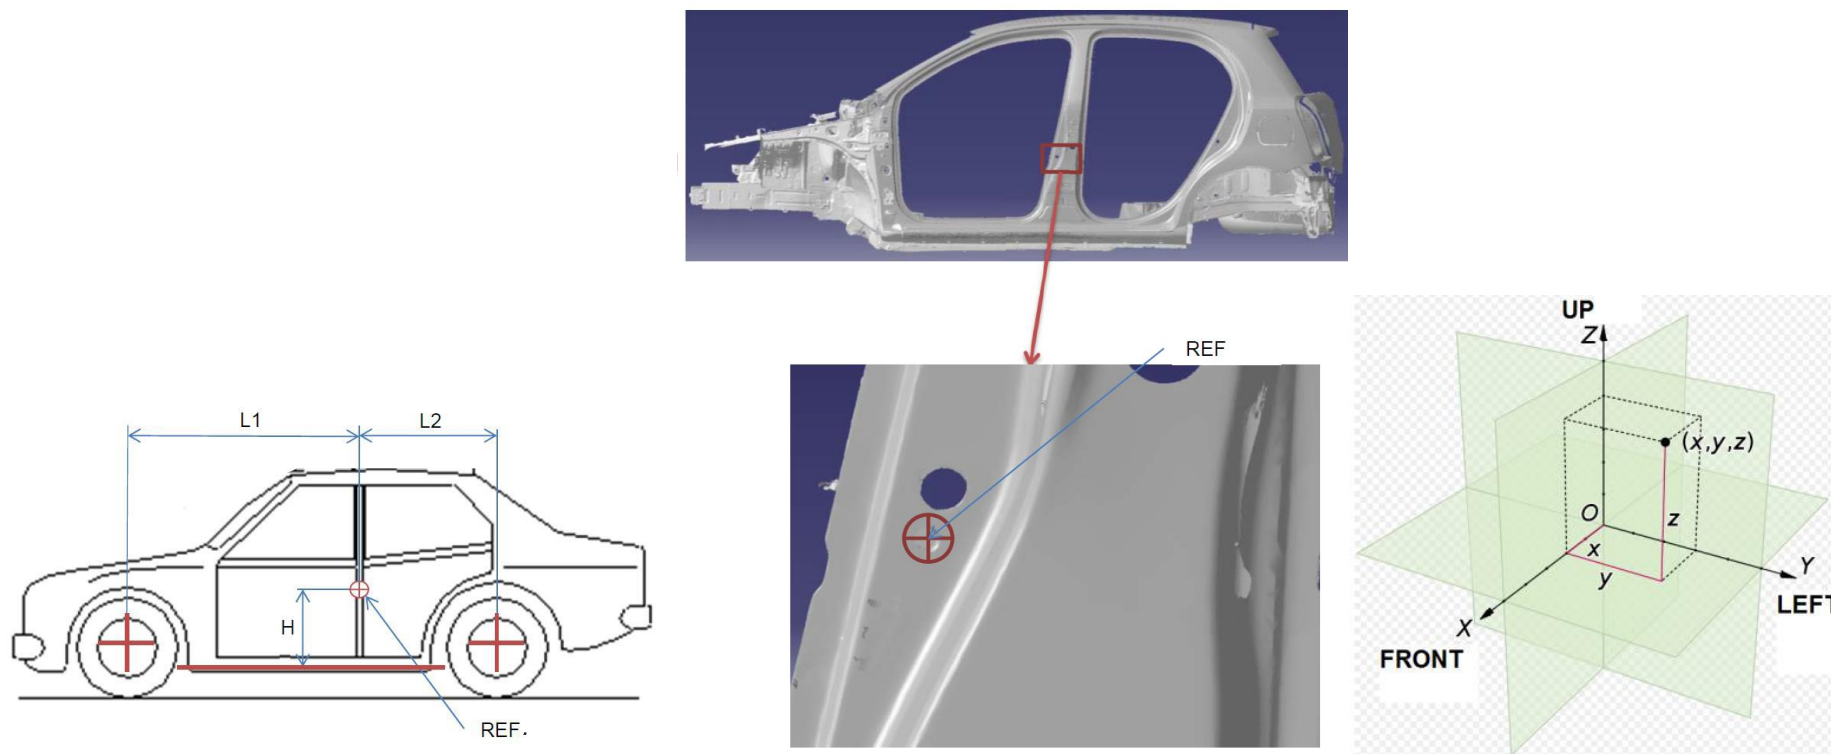 L1
L2
H
REF.
REF
UP
Z
(x,y,z)
O
z
x
y
Y
LEFT
X
FRONT